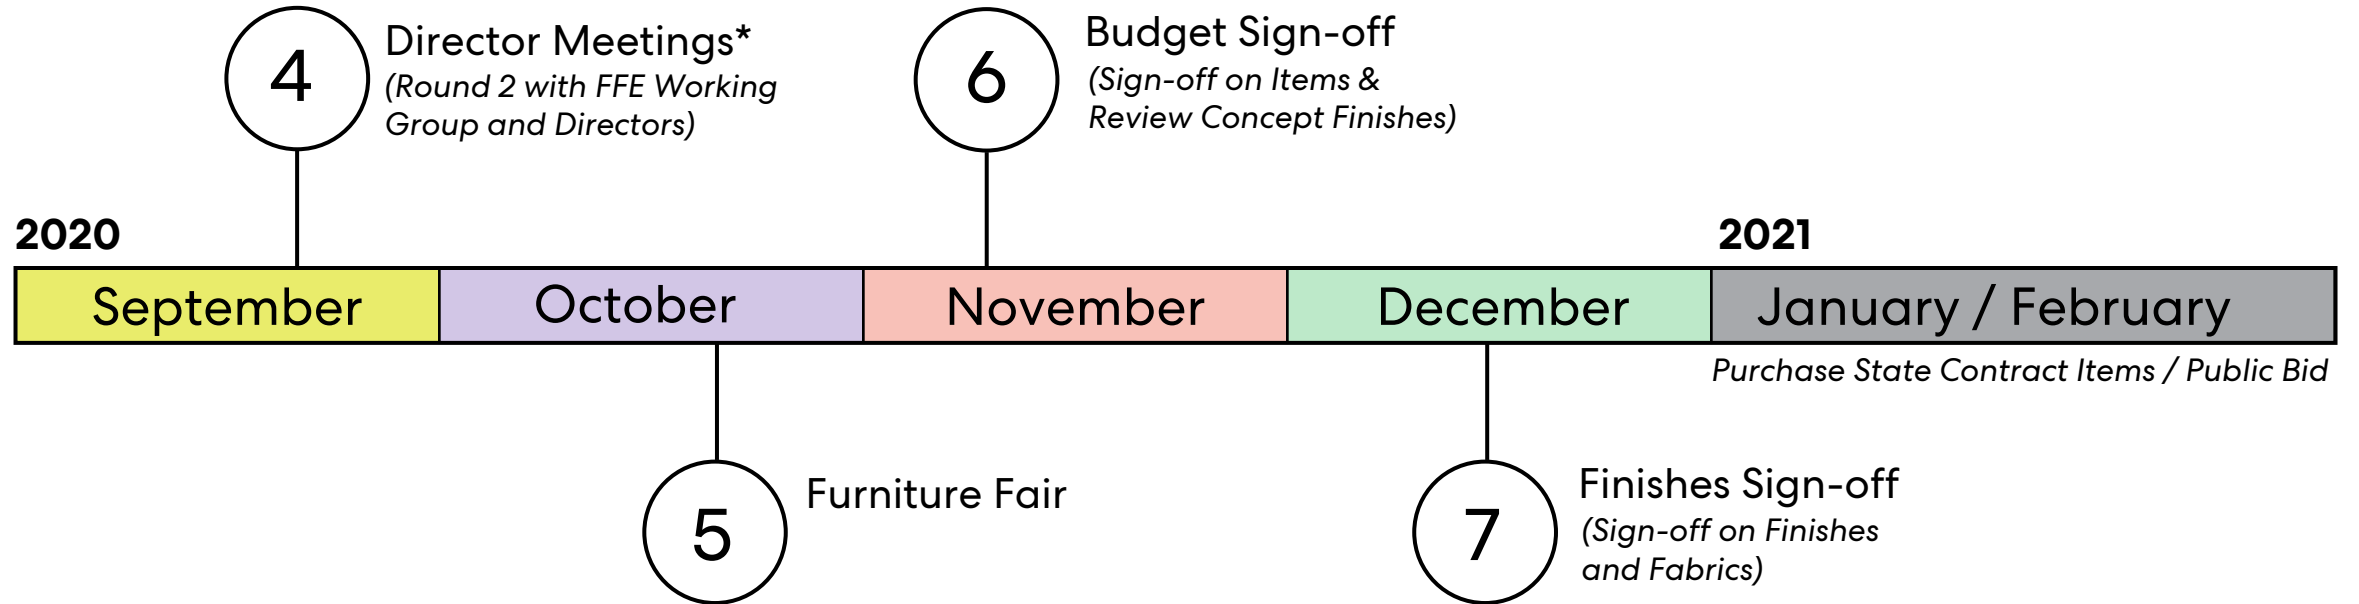 4
Director Meetings*
(Round 2 with FFE Working
Group and Directors)
6
Budget Sign-off
(Sign-off on Items &
Review Concept Finishes)
2020
2021
September
October
November
December
January / February
Purchase State Contract Items / Public Bid
5
Furniture Fair
7
Finishes Sign-off
(Sign-off on Finishes
and Fabrics)